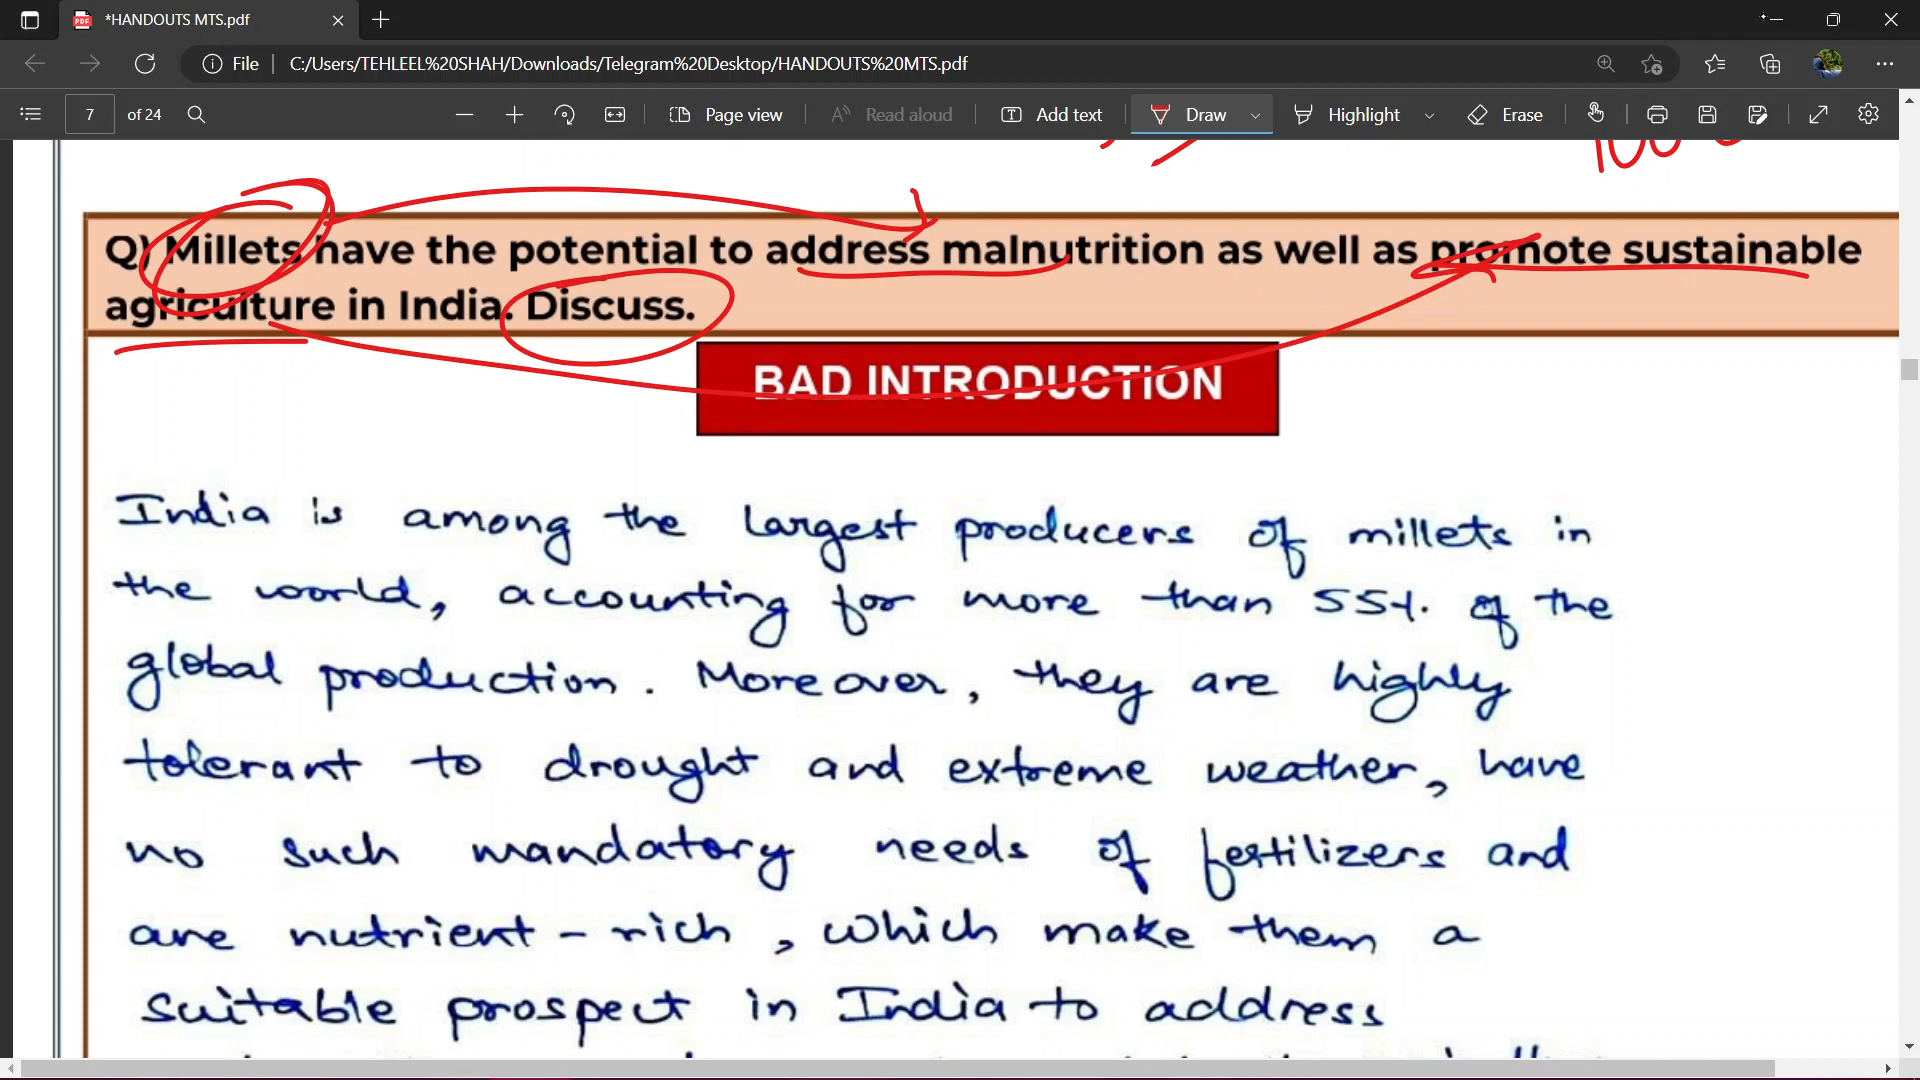 *HANDOUTS MTS.pdf
File
C:/Users/TEHLEEL%20SHAH/Downloads/Telegram%20Desktop/HANDOUTS%20MTS.pdf
7 of 24
Page view
Read aloud
Add text
Draw
Highlight
Erase
Q) Millets have the potential to address malnutrition as well as promote sustainable
agriculture in India. Discuss.
BAD INTRODUCTION
India is among the largest producers of millets in
the world, accounting for more than 55%. of the
global production. Moreover, they are highly
tolerant to drought and extreme weather, have
no such mandatory needs of fertilizers and
are nutrient-rich, which make them a
suitable prospect in India to address